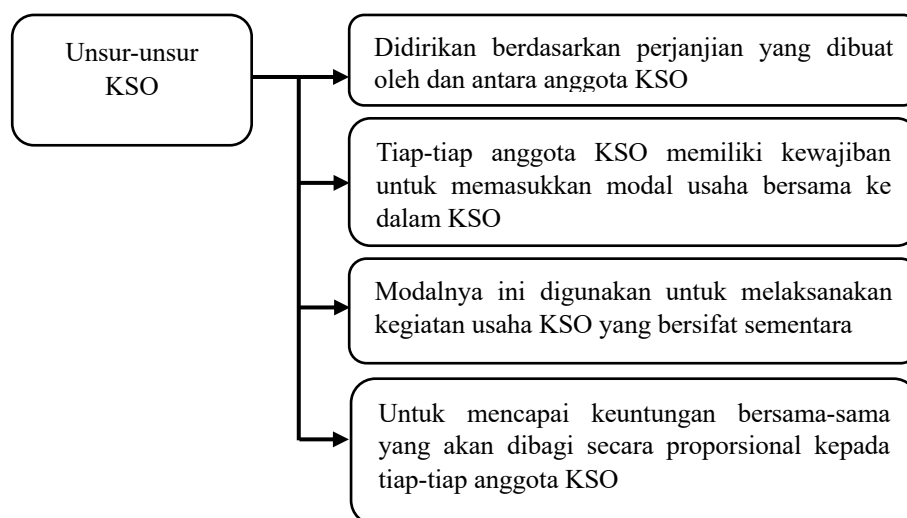 Unsur-unsur
KSO
Didirikan berdasarkan perjanjian yang dibuat
oleh dan antara anggota KSO
Tiap-tiap anggota KSO memiliki kewajiban
untuk memasukkan modal usaha bersama ke
dalam KSO
Modalnya ini digunakan untuk melaksanakan
kegiatan usaha KSO yang bersifat sementara
Untuk mencapai keuntungan bersama-sama
yang akan dibagi secara proporsional kepada
tiap-tiap anggota KSO